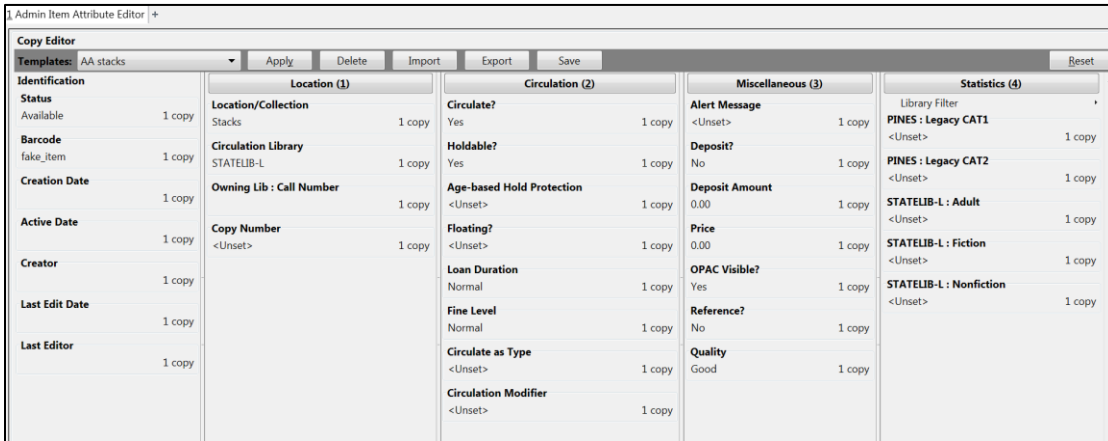 1 Admin Item Attribute Editor +
Copy Editor
Templates: AA stacks Apply Delete Import Export Save Reset
Identification
Status
Available 1 copy
Barcode
fake_item 1 copy
Creation Date
1 copy
Active Date
1 copy
Creator
1 copy
Last Edit Date
1 copy
Last Editor
1 copy
Location (1)
Location/Collection
Stacks 1 copy
Circulation Library
STATELIB-L 1 copy
Owning Lib : Call Number
1 copy
Copy Number
<Unset> 1 copy
Circulation (2)
Circulate?
Yes 1 copy
Holdable?
Yes 1 copy
Age-based Hold Protection
<Unset> 1 copy
Floating?
<Unset> 1 copy
Loan Duration
Normal 1 copy
Fine Level
Normal 1 copy
Circulate as Type
<Unset> 1 copy
Circulation Modifier
<Unset> 1 copy
Miscellaneous (3)
Alert Message
<Unset> 1 copy
Deposit?
No 1 copy
Deposit Amount
0.00 1 copy
Price
0.00 1 copy
OPAC Visible?
Yes 1 copy
Reference?
No 1 copy
Quality
Good 1 copy
Statistics (4)
Library Filter
PINES : Legacy CAT1
<Unset> 1 copy
PINES : Legacy CAT2
<Unset> 1 copy
STATELIB-L : Adult
<Unset> 1 copy
STATELIB-L : Fiction
<Unset> 1 copy
STATELIB-L : Nonfiction
<Unset> 1 copy